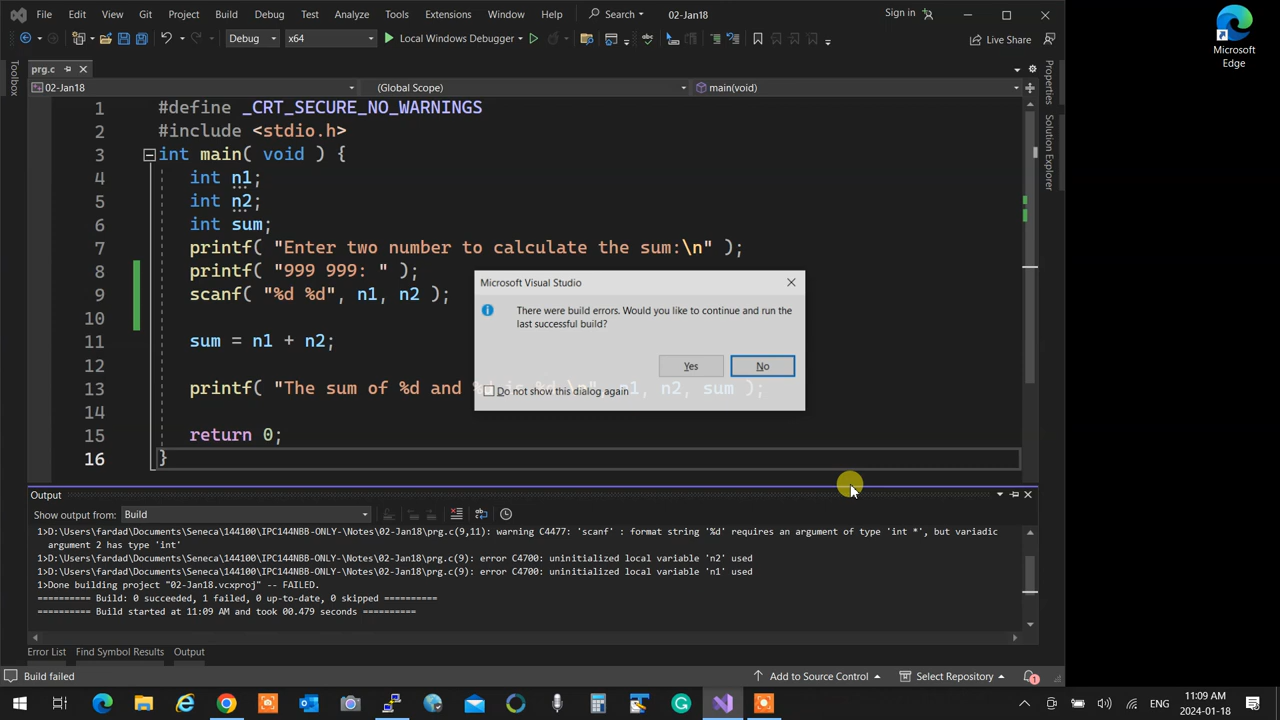 File Edit View Git Project Build Debug Test Analyze Tools Extensions Window Help Search 02-Jan18 Sign in
Debug x64 Local Windows Debugger Live Share
prg.c
02-Jan18 (Global Scope) main(void)
Toolbox
Properties
Solution Explorer
Microsoft
Edge
1 #define _CRT_SECURE_NO_WARNINGS
2 #include <stdio.h>
3 int main( void ) {
4 int n1;
5 int n2;
6 int sum;
7 printf( "Enter two number to calculate the sum:\n" );
8 printf( "999 999: " );
9 scanf( "%d %d", n1, n2 );
10
11 sum = n1 + n2;
12
13 printf( "The sum of %d and %d is %d \n", n1, n2, sum );
14
15 return 0;
16 }
Microsoft Visual Studio
There were build errors. Would you like to continue and run the
last successful build?
Yes No
Do not show this dialog again
Output
Show output from: Build
1>D:\Users\fardad\Documents\Seneca\144100\IPC144NBB-ONLY-\Notes\02-Jan18\prg.c(9,11): warning C4477: 'scanf' : format string '%d' requires an argument of type 'int *', but variadic
argument 2 has type 'int'
1>D:\Users\fardad\Documents\Seneca\144100\IPC144NBB-ONLY-\Notes\02-Jan18\prg.c(9): error C4700: uninitialized local variable 'n2' used
1>D:\Users\fardad\Documents\Seneca\144100\IPC144NBB-ONLY-\Notes\02-Jan18\prg.c(9): error C4700: uninitialized local variable 'n1' used
1>Done building project "02-Jan18.vcxproj" -- FAILED.
========== Build: 0 succeeded, 1 failed, 0 up-to-date, 0 skipped ==========
========== Build started at 11:09 AM and took 00.479 seconds ==========
Error List Find Symbol Results Output
Build failed Add to Source Control Select Repository 1
ENG 11:09 AM
2024-01-18